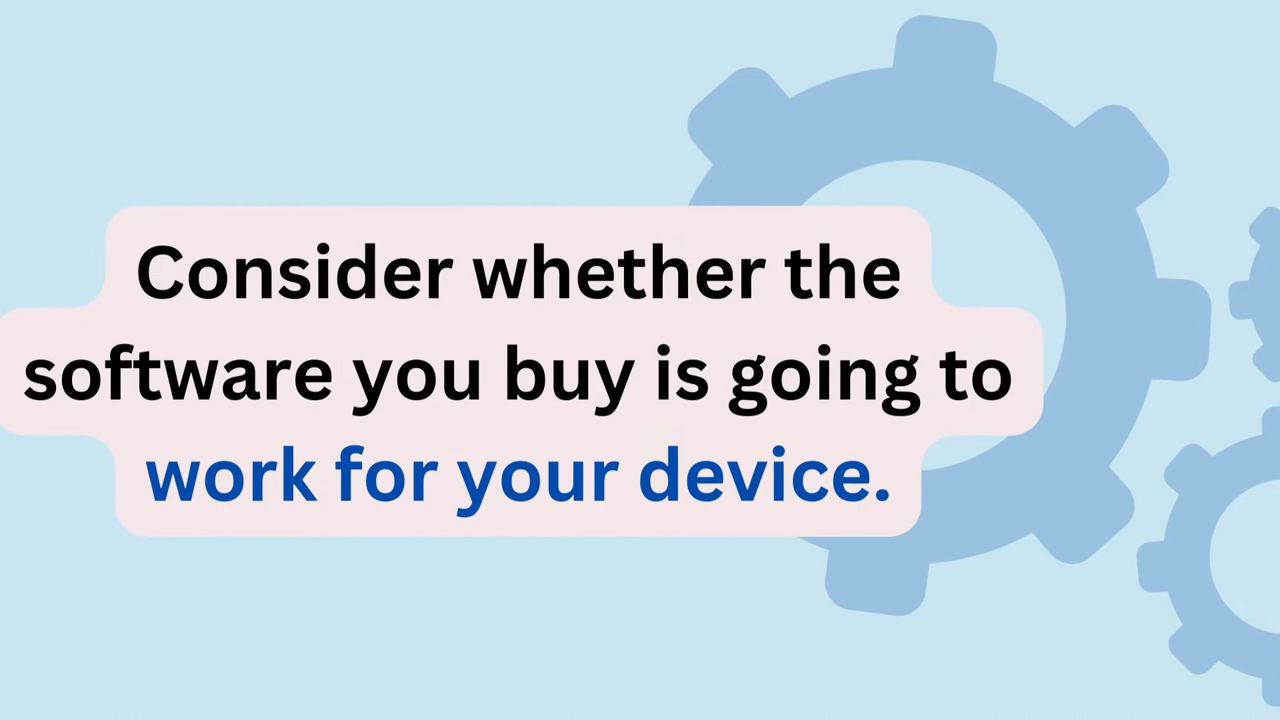 Consider whether the
software you buy is going to
work for your device.